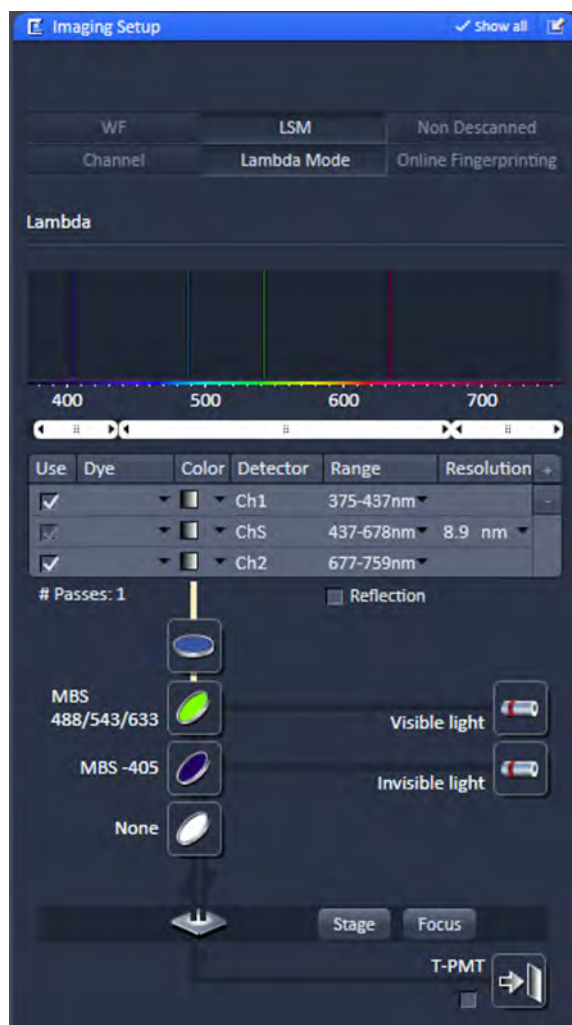 Imaging Setup Show all
WF LSM Non Descanned
Channel Lambda Mode Online Fingerprinting
Lambda
400 500 600 700
Use Dye Color Detector Range Resolution +
Ch1 375-437nm -
ChS 437-678nm 8.9 nm
Ch2 677-759nm
# Passes: 1 Reflection
MBS
488/543/633
Visible light
MBS -405
Invisible light
None
Stage Focus
T-PMT